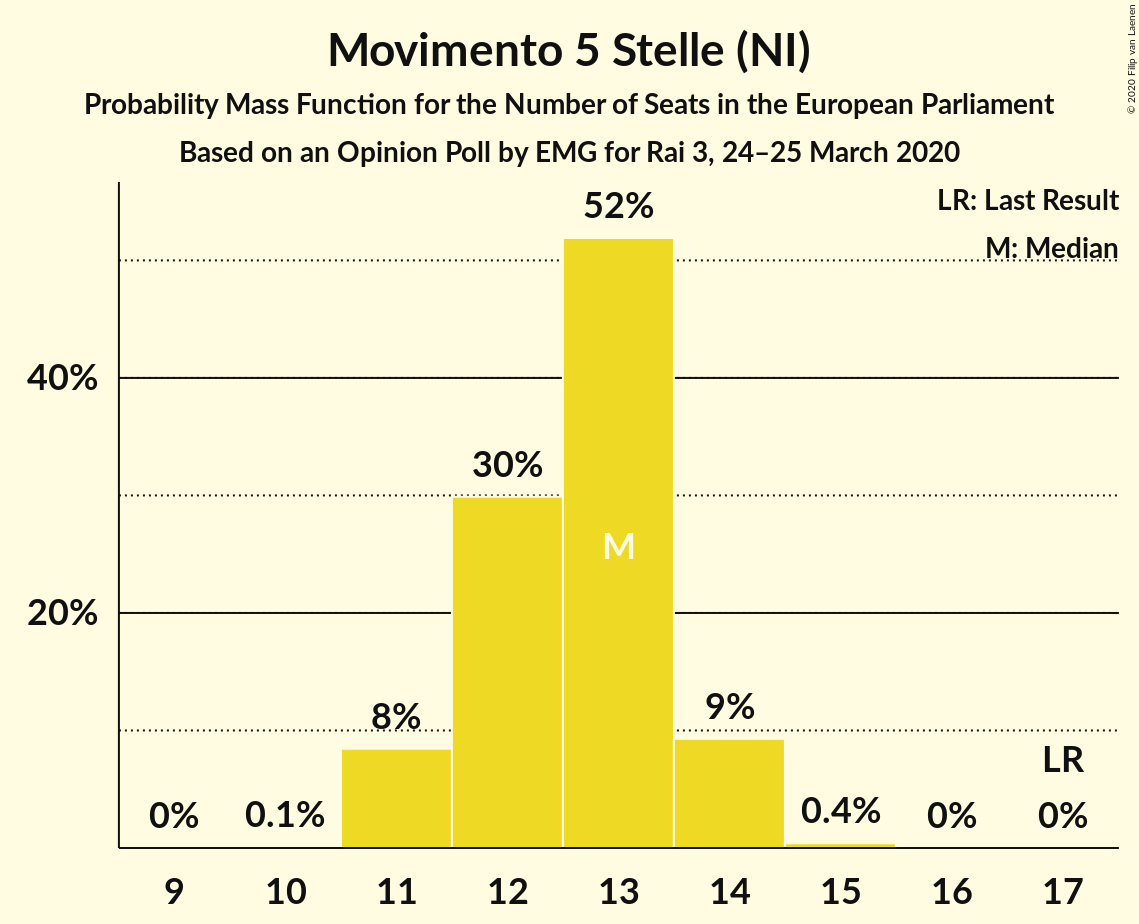 Movimento 5 Stelle (NI)
Probability Mass Function for the Number of Seats in the European Parliament
Based on an Opinion Poll by EMG for Rai 3, 24–25 March 2020
© 2020 Filip van Laenen
LR: Last Result
M: Median
52%
40%
30%
M
20%
9%
8%
LR
0%
0.1%
0.4%
0%
0%
9
10
11
12
13
14
15
16
17